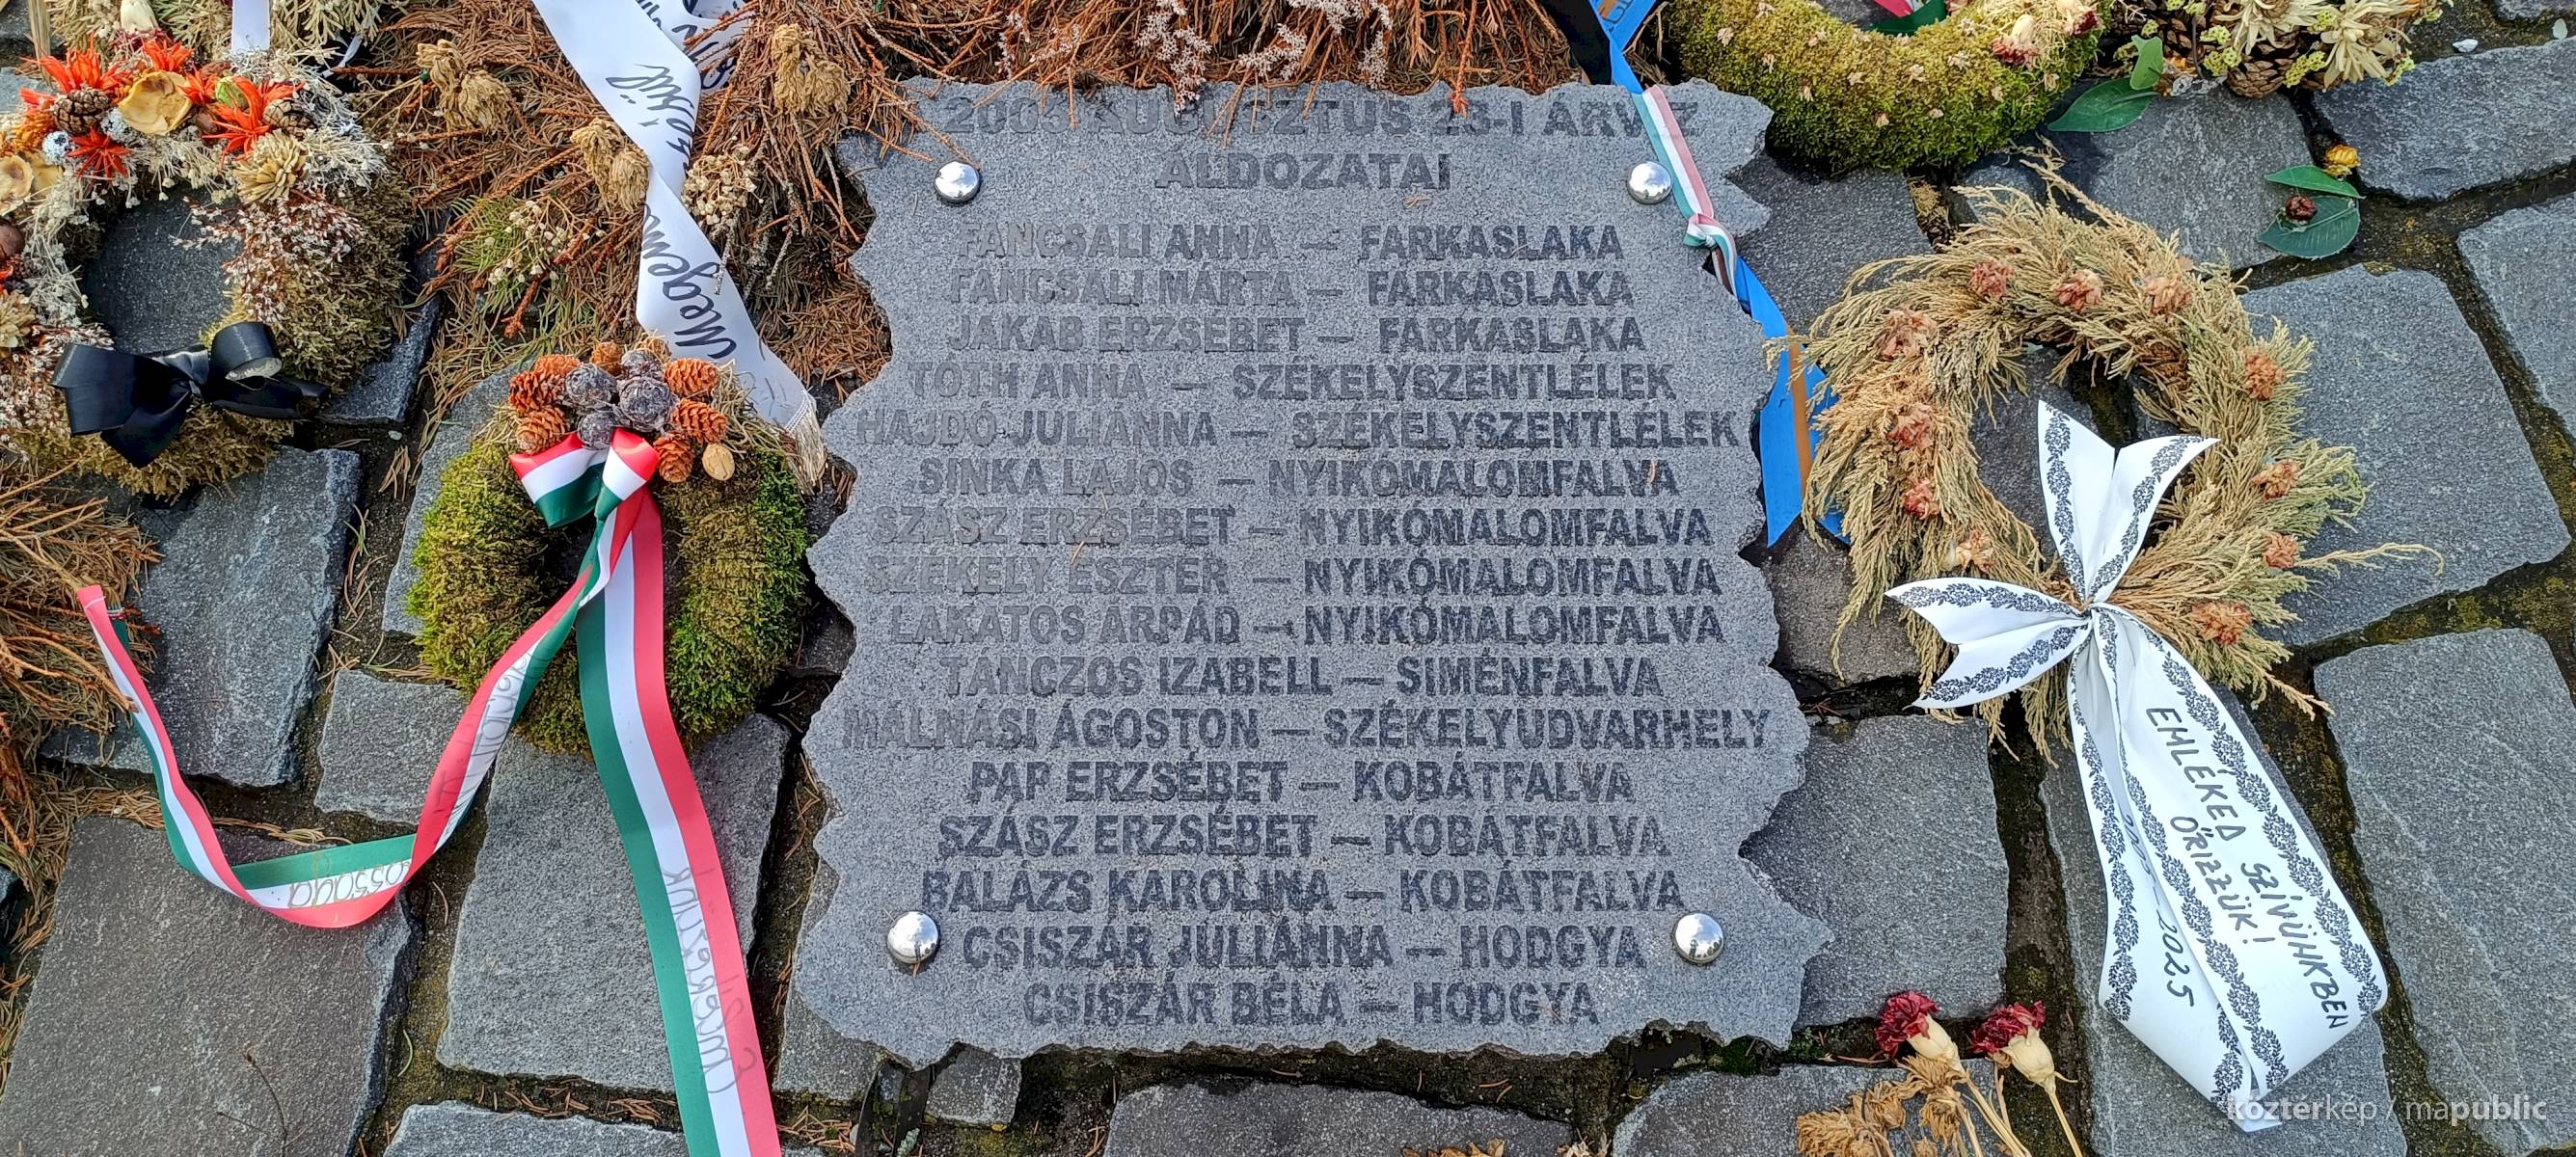 2005 AUGUSZTUS 23-I ÁRVÍZ
ÁLDOZATAI
FANCSALI ANNA — FARKASLAKA
FANCSALI MÁRTA — FARKASLAKA
JAKAB ERZSÉBET — FARKASLAKA
TÓTH ANNA — SZÉKELYSZENTLÉLEK
HAJDÓ JULIÁNNA — SZÉKELYSZENTLÉLEK
SINKA LAJOS — NYIKÓMALOMFALVA
SZÁSZ ERZSÉBET — NYIKÓMALOMFALVA
SZÉKELY ESZTER — NYIKÓMALOMFALVA
LAKATOS ÁRPÁD — NYIKÓMALOMFALVA
TÁNCZOS IZABELL — SIMÉNFALVA
MÁLNÁSI ÁGOSTON — SZÉKELYUDVARHELY
PAP ERZSÉBET — KOBÁTFALVA
SZÁSZ ERZSÉBET — KOBÁTFALVA
BALÁZS KAROLINA — KOBÁTFALVA
CSISZÁR JULIÁNNA — HODGYA
CSISZÁR BÉLA — HODGYA
EMLÉKED SZÍVÜNKBEN
ŐRIZZÜK!
2005-2025
köztérkép / mapublic